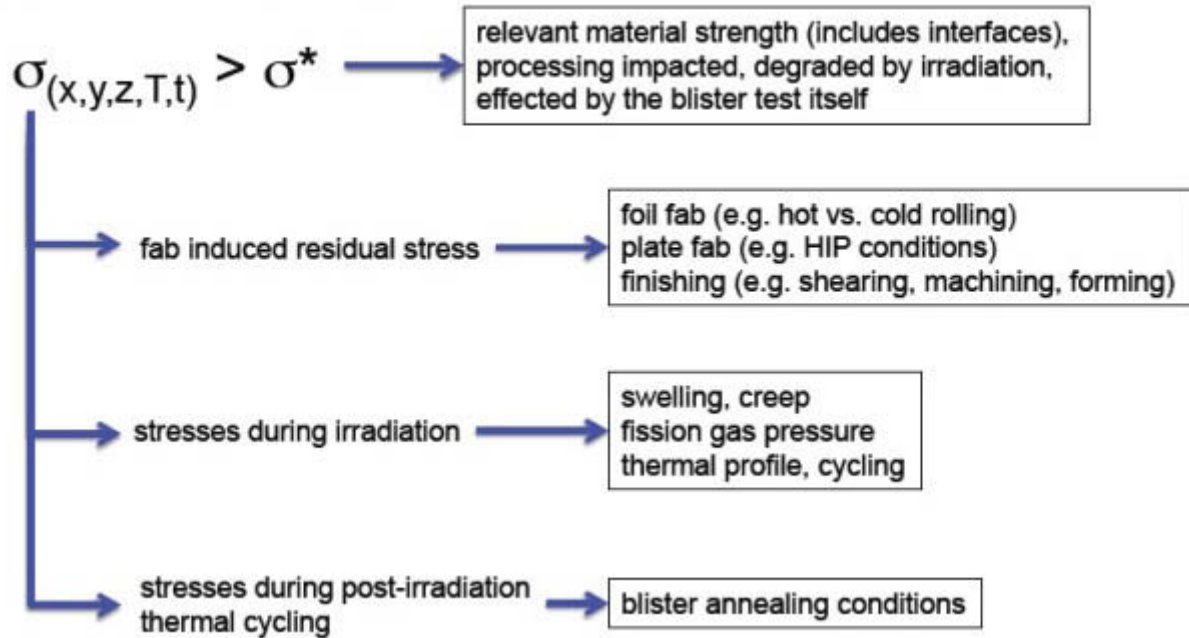 σ(x,y,z,T,t) > σ*
relevant material strength (includes interfaces),
processing impacted, degraded by irradiation,
effected by the blister test itself
fab induced residual stress
foil fab (e.g. hot vs. cold rolling)
plate fab (e.g. HIP conditions)
finishing (e.g. shearing, machining, forming)
stresses during irradiation
swelling, creep
fission gas pressure
thermal profile, cycling
stresses during post-irradiation
thermal cycling
blister annealing conditions